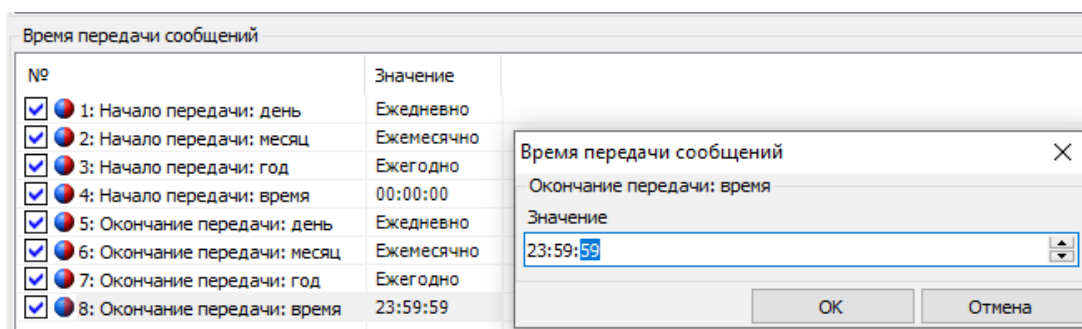 Время передачи сообщений
№ Значение
1: Начало передачи: день Ежедневно
2: Начало передачи: месяц Ежемесячно
3: Начало передачи: год Ежегодно
4: Начало передачи: время 00:00:00
5: Окончание передачи: день Ежедневно
6: Окончание передачи: месяц Ежемесячно
7: Окончание передачи: год Ежегодно
8: Окончание передачи: время 23:59:59
Время передачи сообщений
Окончание передачи: время
Значение
23:59:59
OK Отмена